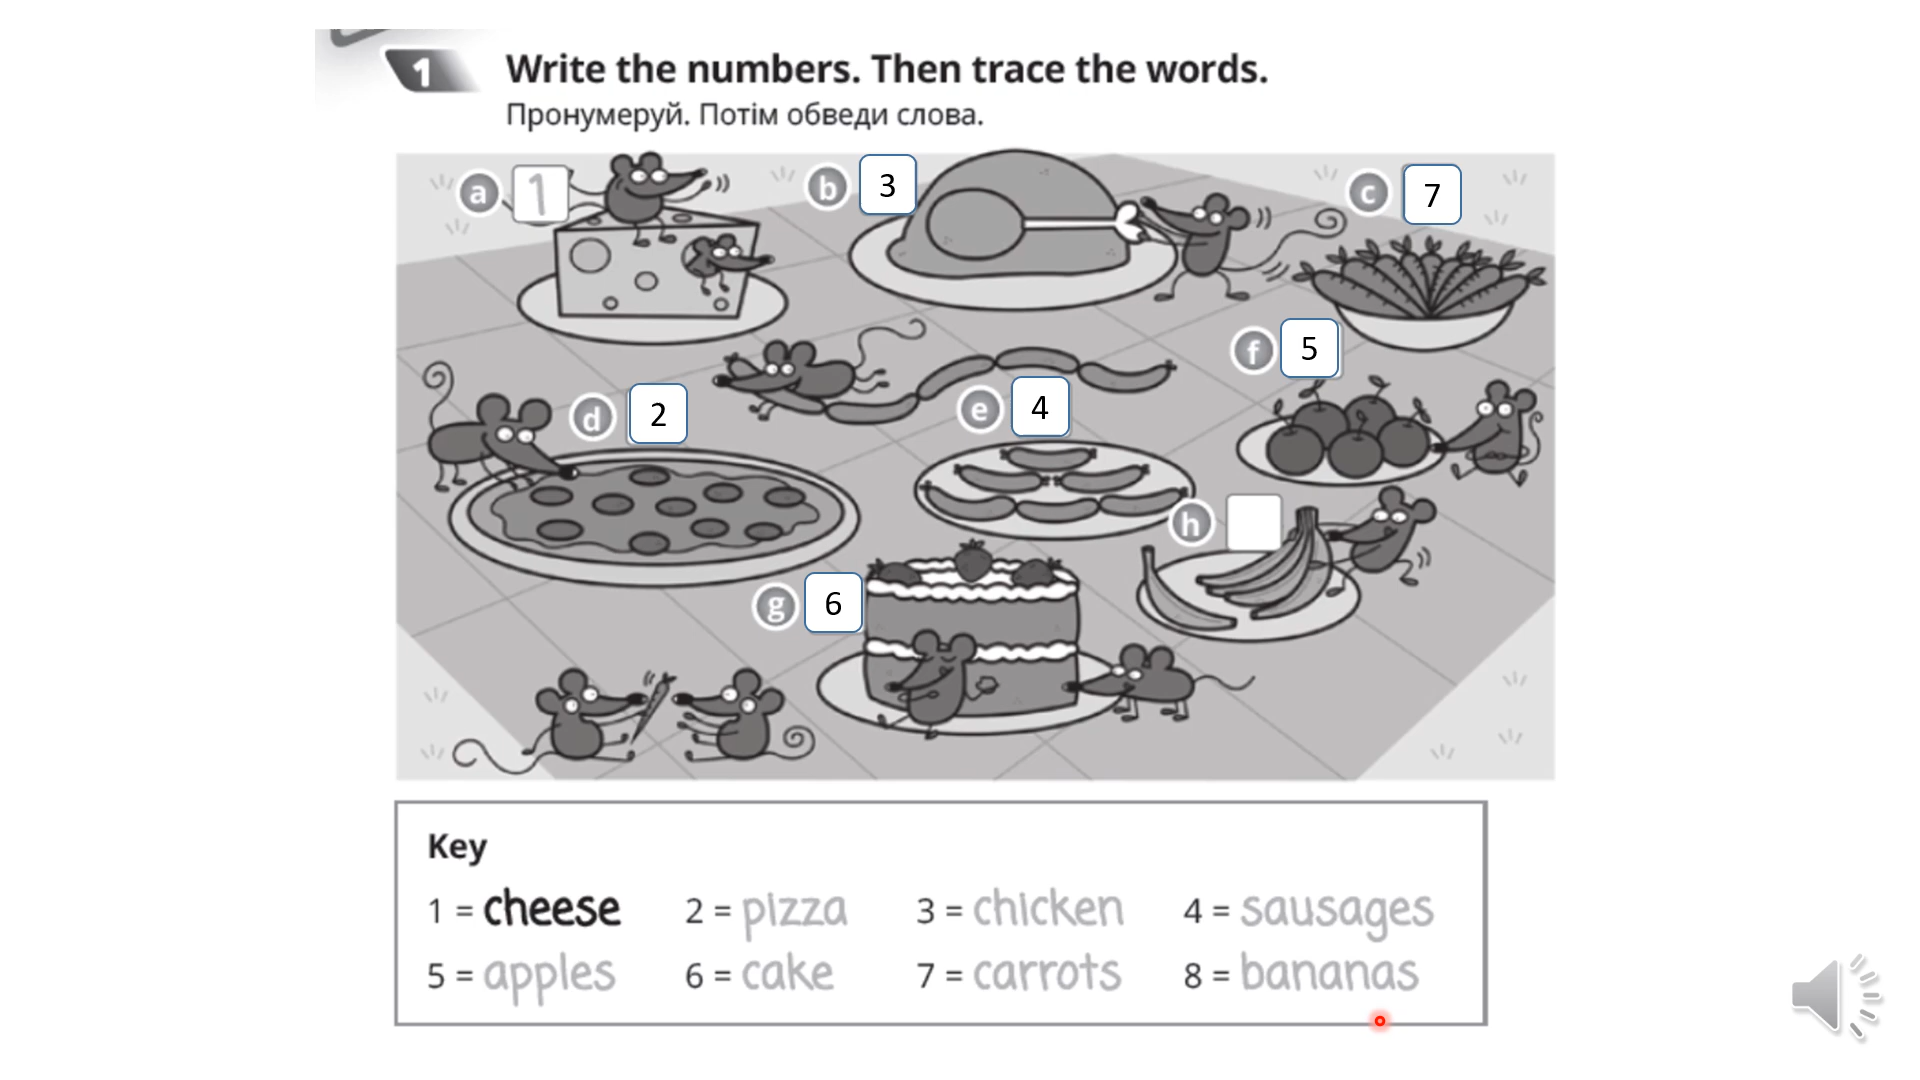 1 Write the numbers. Then trace the words.
Пронумеруй. Потім обведи слова.
a 1 b 3 c 7
f 5
d 2 e 4
h
g 6
Key
1 = cheese 2 = pizza 3 = chicken 4 = sausages
5 = apples 6 = cake 7 = carrots 8 = bananas